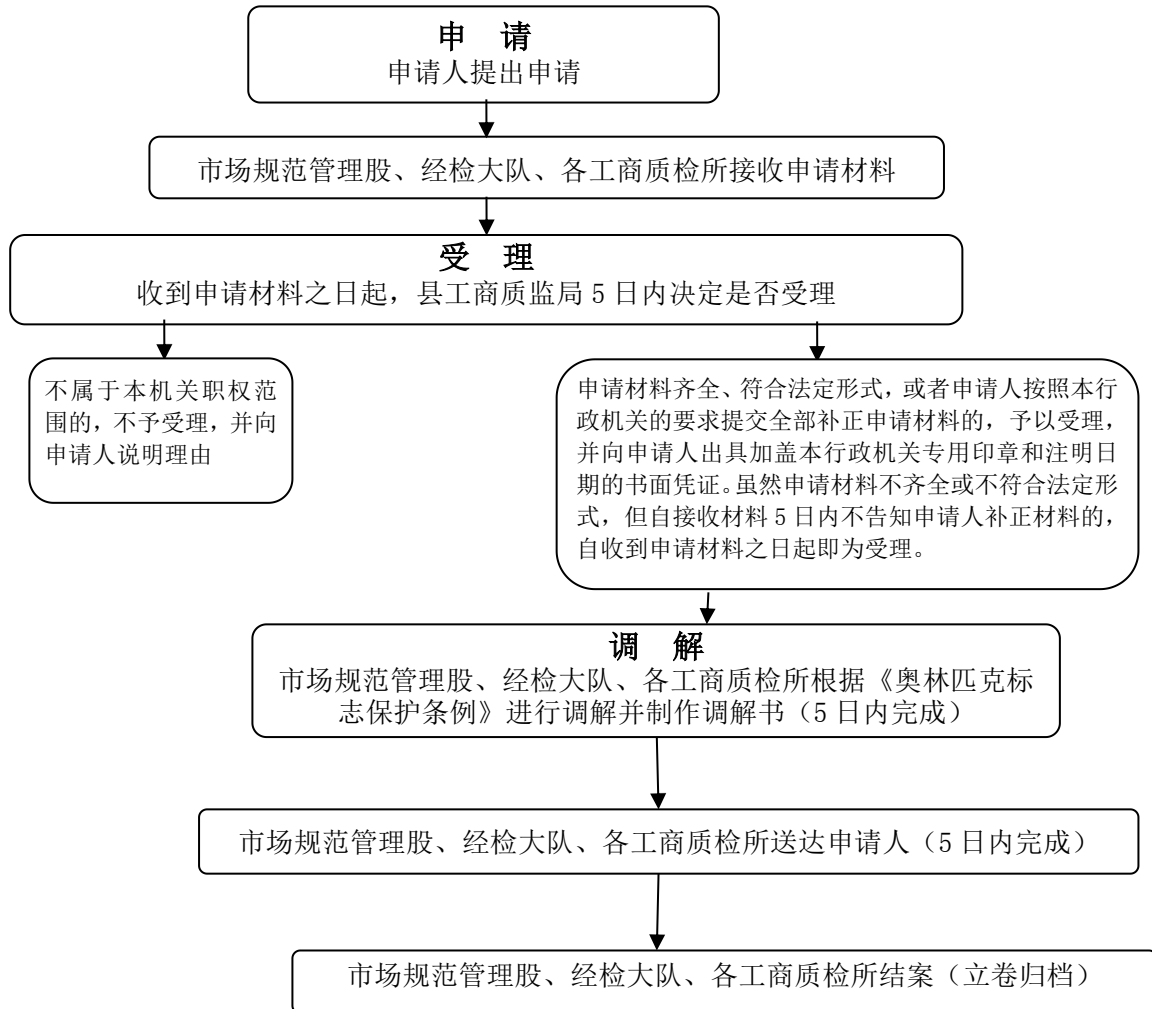 申 请
申请人提出申请
市场规范管理股、经检大队、各工商质检所接收申请材料
受 理
收到申请材料之日起，县工商质监局 5 日内决定是否受理
不属于本机关职权范
围的，不予受理，并向
申请人说明理由
申请材料齐全、符合法定形式，或者申请人按照本行
政机关的要求提交全部补正申请材料的，予以受理，
并向申请人出具加盖本行政机关专用印章和注明日
期的书面凭证。虽然申请材料不齐全或不符合法定形
式，但自接收材料 5 日内不告知申请人补正材料的，
自收到申请材料之日起即为受理。
调 解
市场规范管理股、经检大队、各工商质检所根据《奥林匹克标
志保护条例》进行调解并制作调解书（5 日内完成）
市场规范管理股、经检大队、各工商质检所送达申请人（5 日内完成）
市场规范管理股、经检大队、各工商质检所结案（立卷归档）